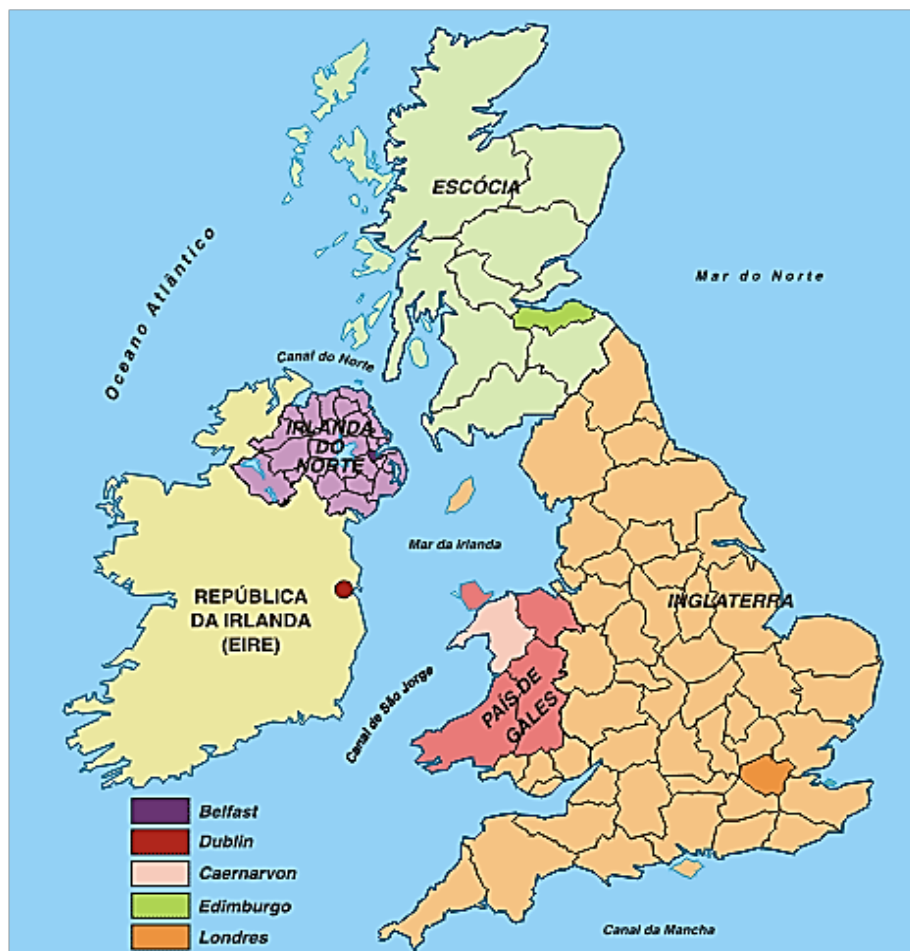 ESCÓCIA
Oceano Atlântico
Mar do Norte
Canal do Norte
IRLANDA
DO
NORTE
Mar da Irlanda
REPÚBLICA
DA IRLANDA
(EIRE)
INGLATERRA
Canal de São Jorge
PAÍS DE
GALES
Belfast
Dublin
Caernarvon
Edimburgo
Londres
Canal da Mancha